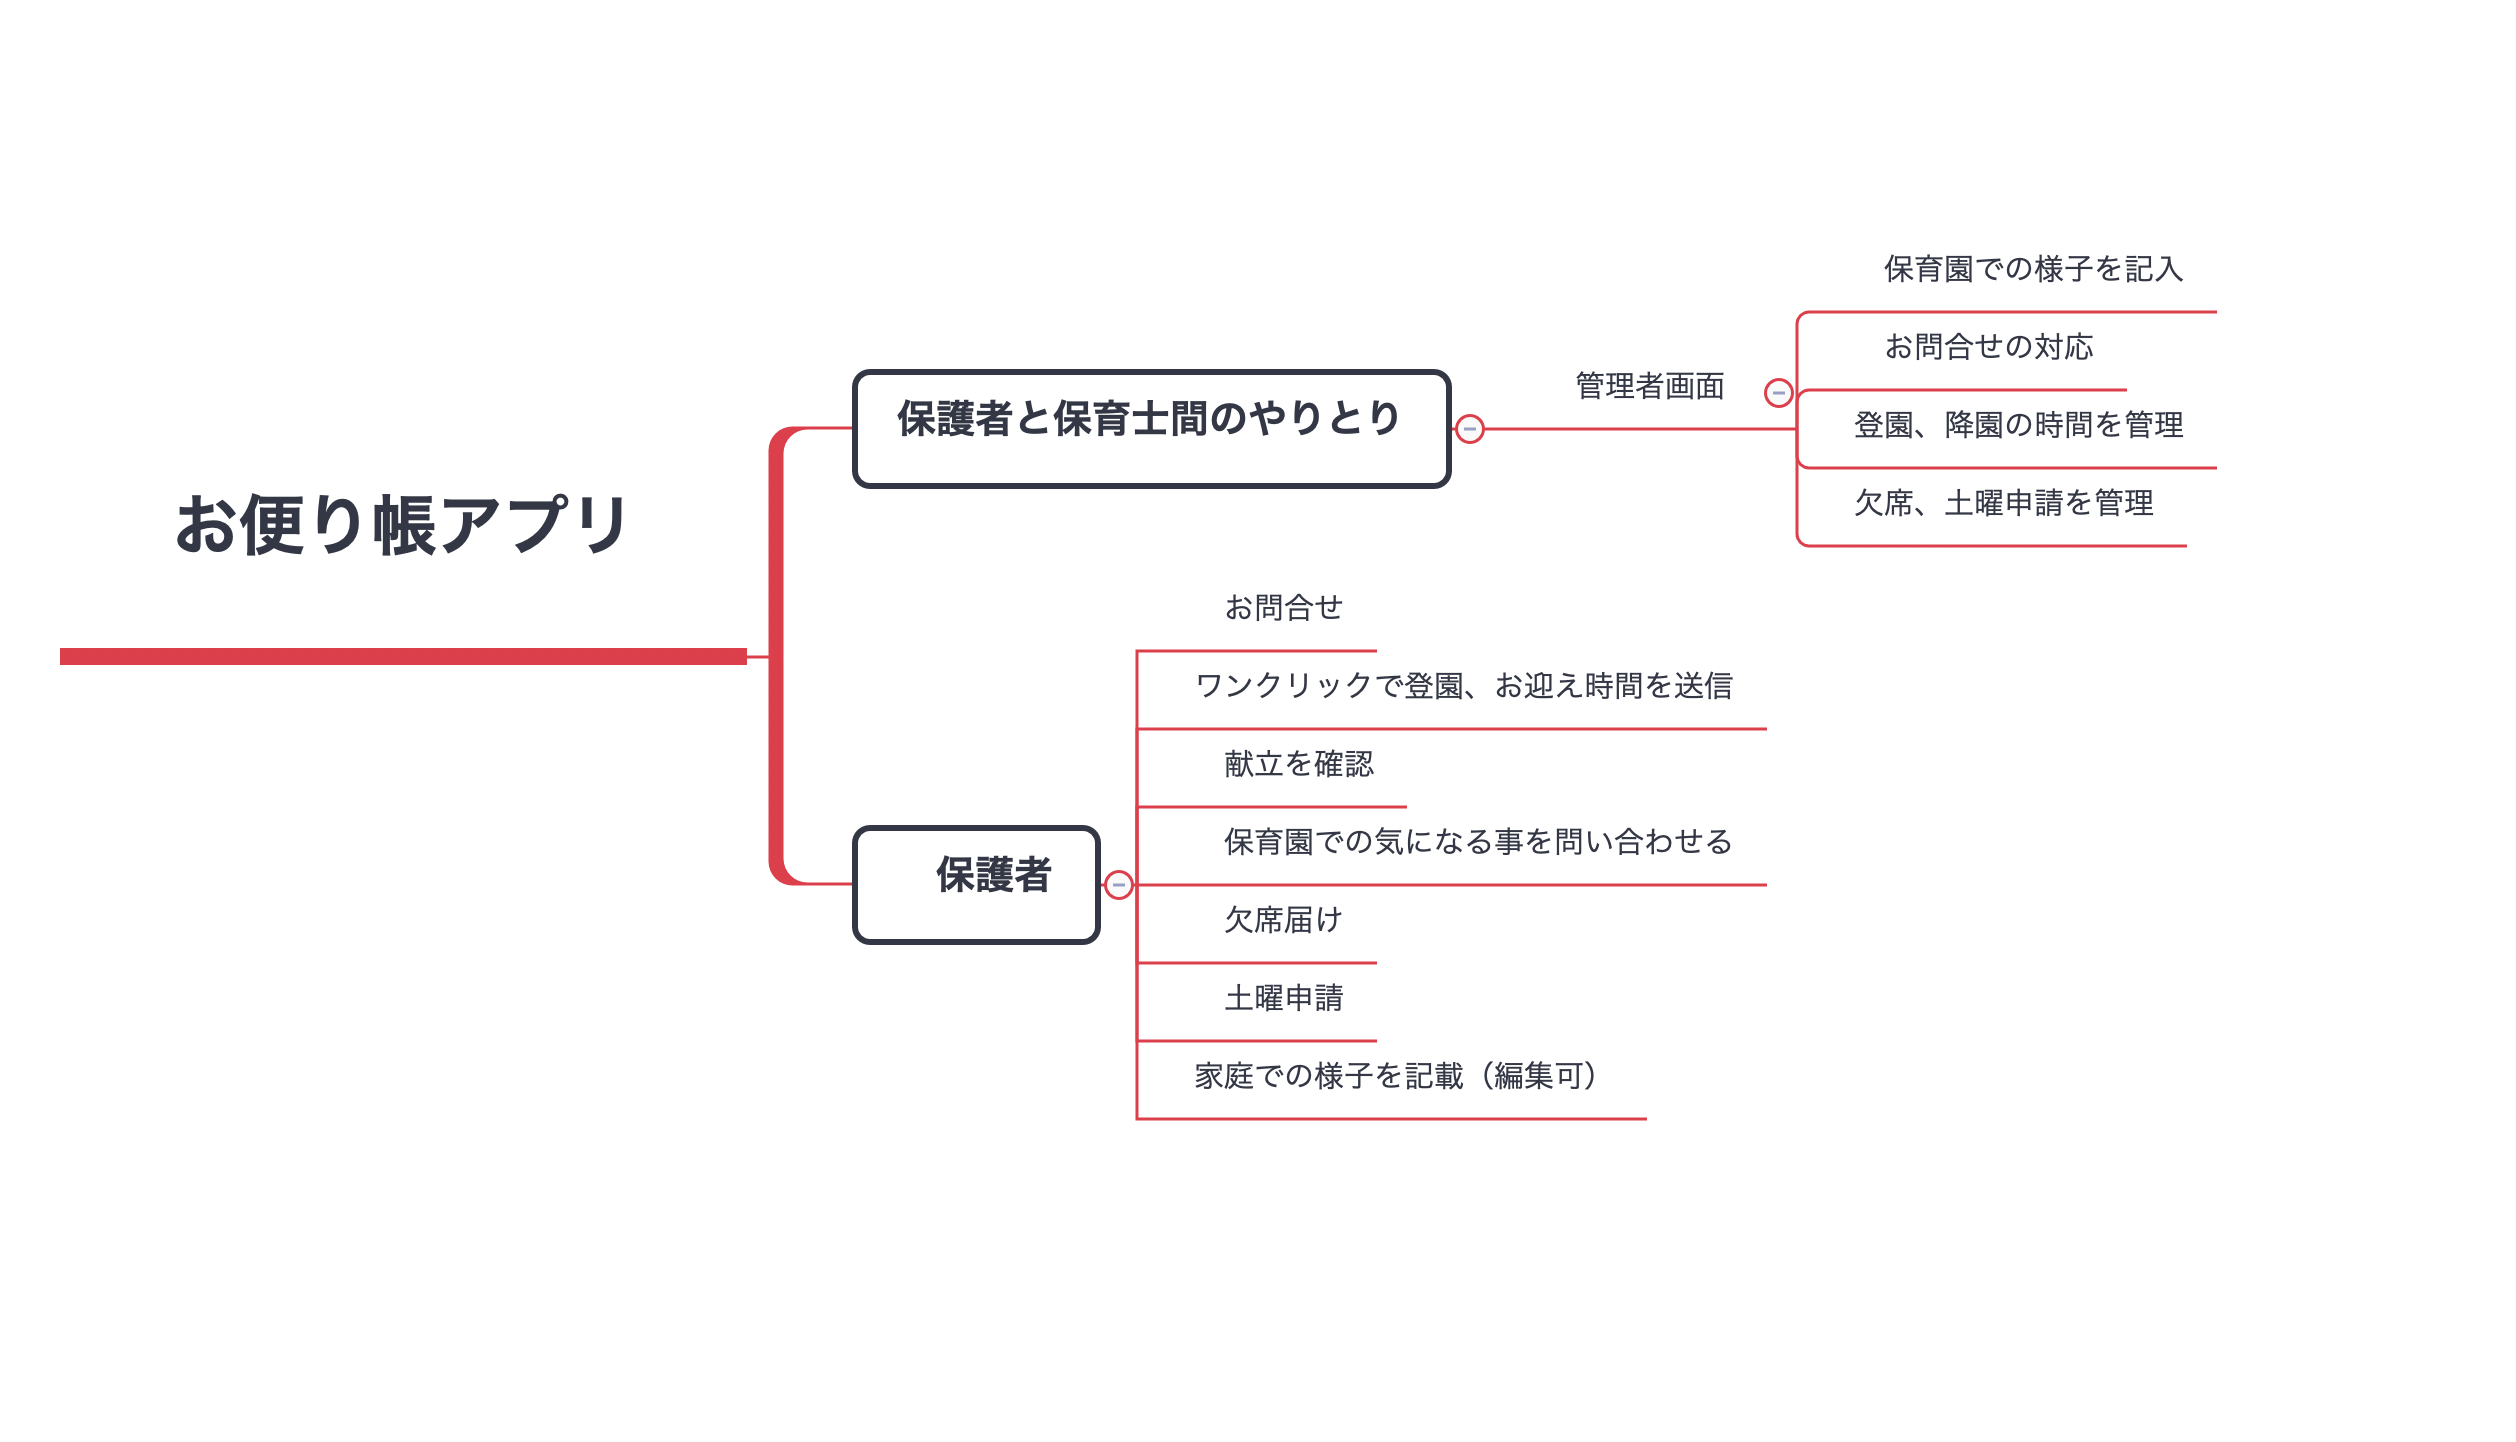 お便り帳アプリ
保護者と保育士間のやりとり
管理者画面
保育園での様子を記入
お問合せの対応
登園、降園の時間を管理
欠席、土曜申請を管理
保護者
お問合せ
ワンクリックで登園、お迎え時間を送信
献立を確認
保育園での気になる事を問い合わせる
欠席届け
土曜申請
家庭での様子を記載（編集可）